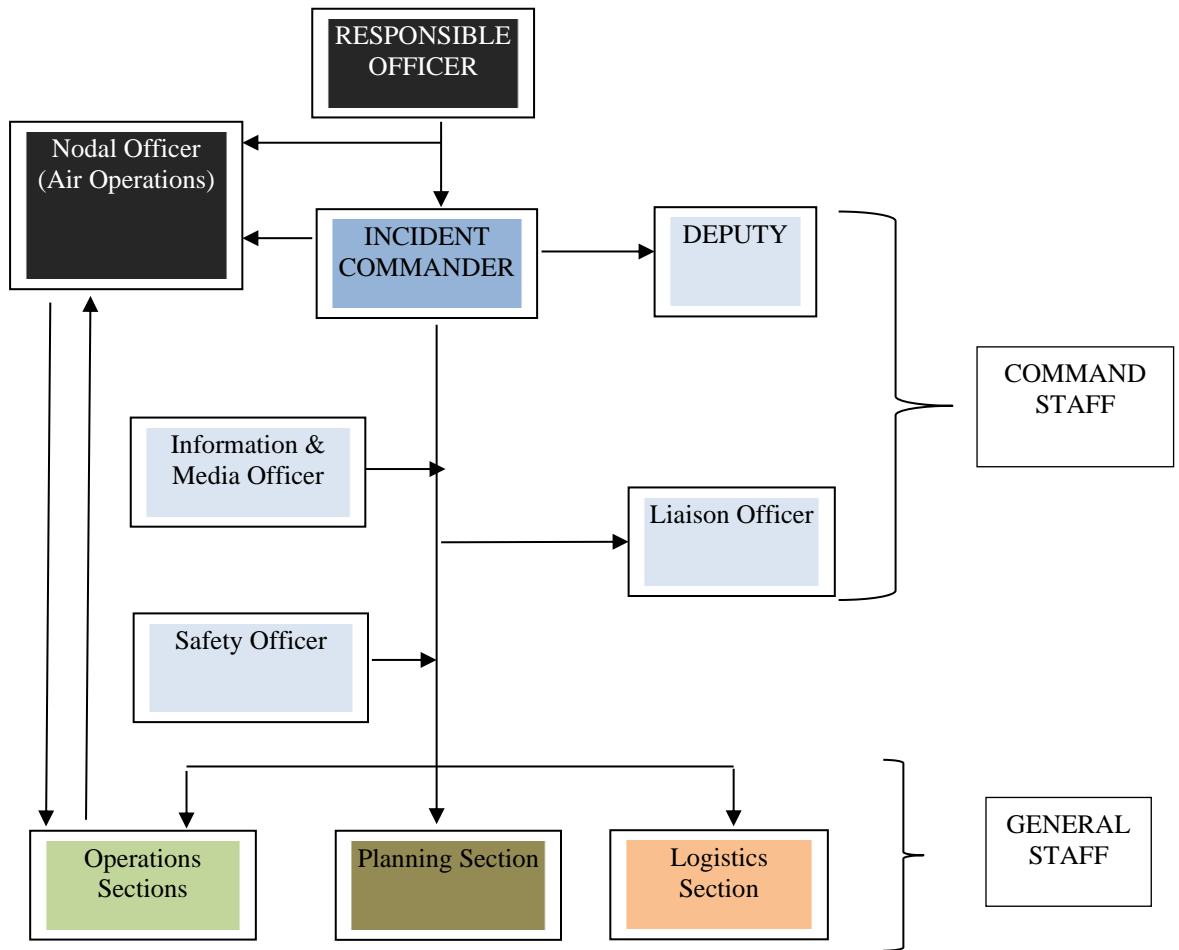 RESPONSIBLE
OFFICER
Nodal Officer
(Air Operations)
INCIDENT
COMMANDER
DEPUTY
COMMAND
STAFF
Information &
Media Officer
Liaison Officer
Safety Officer
Operations
Sections
Planning Section
Logistics
Section
GENERAL
STAFF